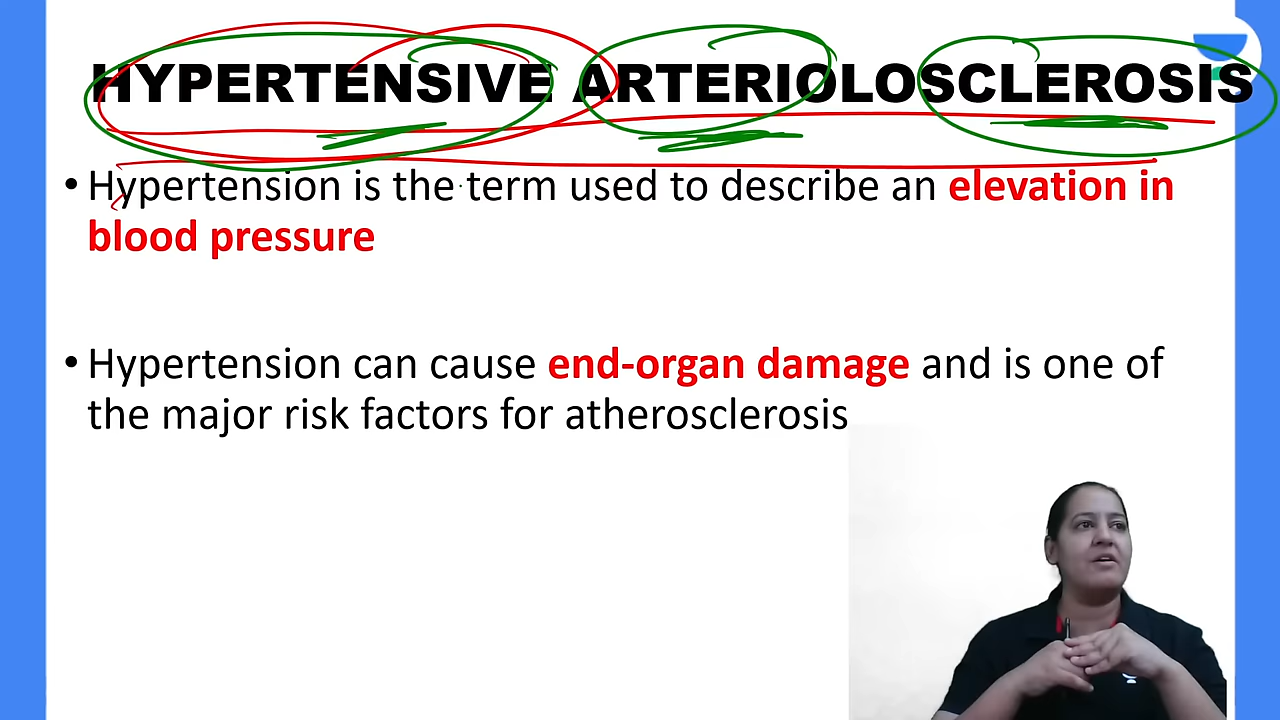 HYPERTENSIVE ARTERIOLOSCLEROSIS
• Hypertension is the term used to describe an elevation in
blood pressure
• Hypertension can cause end-organ damage and is one of
the major risk factors for atherosclerosis